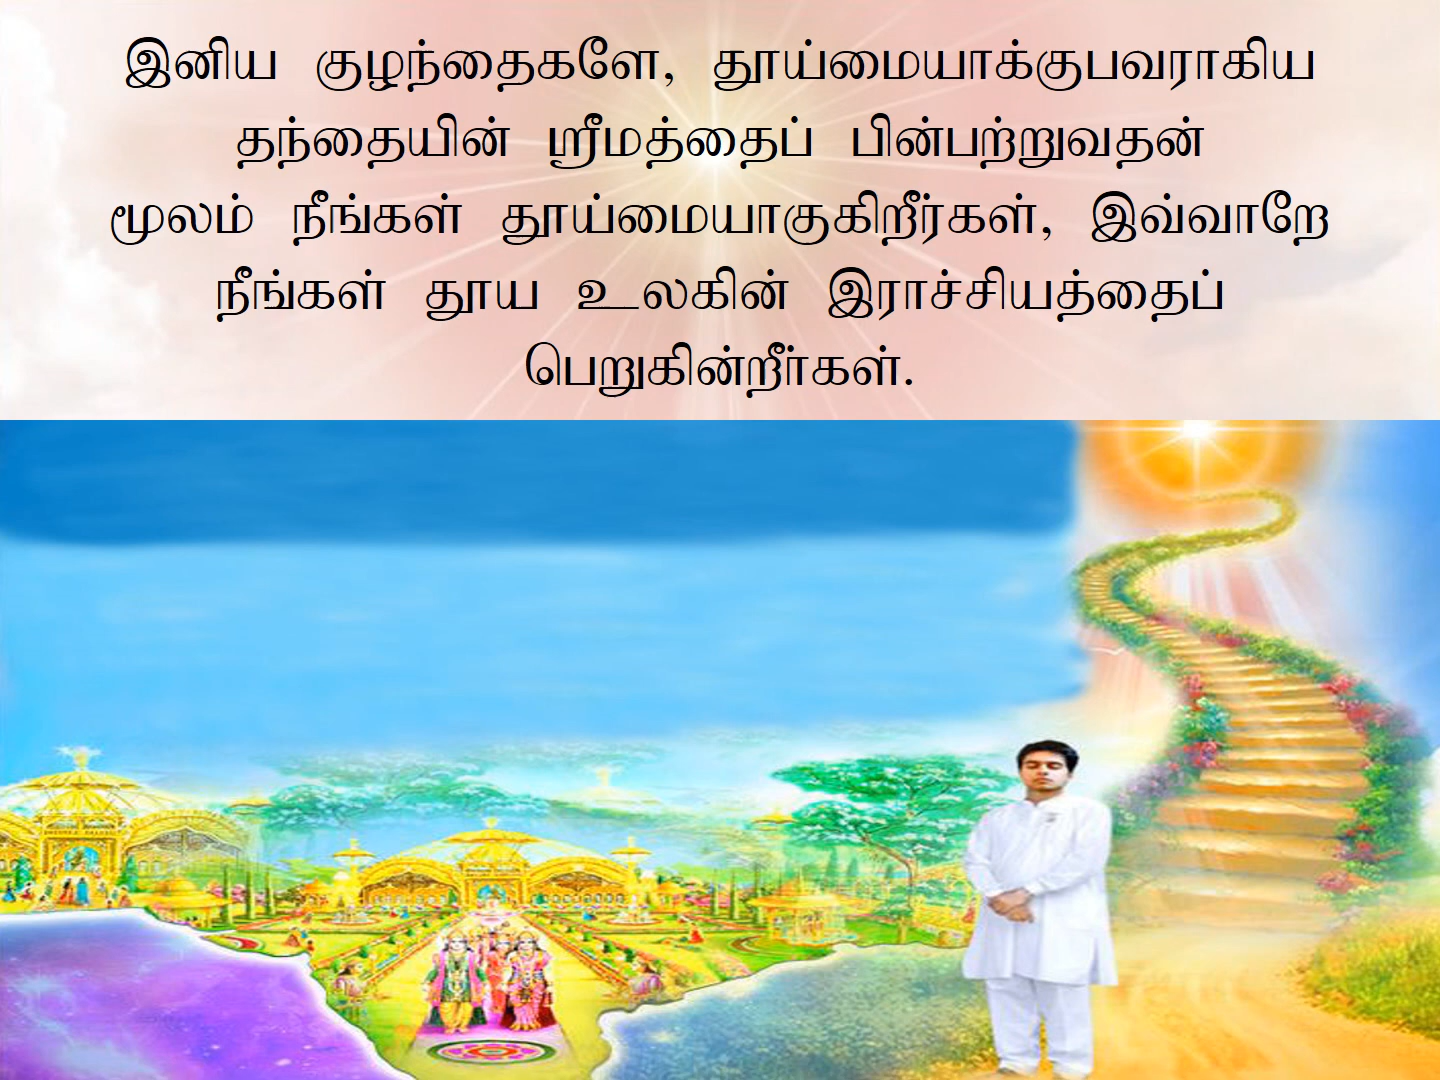 இனிய குழந்தைகளே, தூய்மையாக்குபவராகிய
தந்தையின் ஸ்ரீமத்தைப் பின்பற்றுவதன்
மூலம் நீங்கள் தூய்மையாகுகிறீர்கள், இவ்வாறே
நீங்கள் தூய உலகின் இராச்சியத்தைப்
பெறுகின்றீர்கள்.